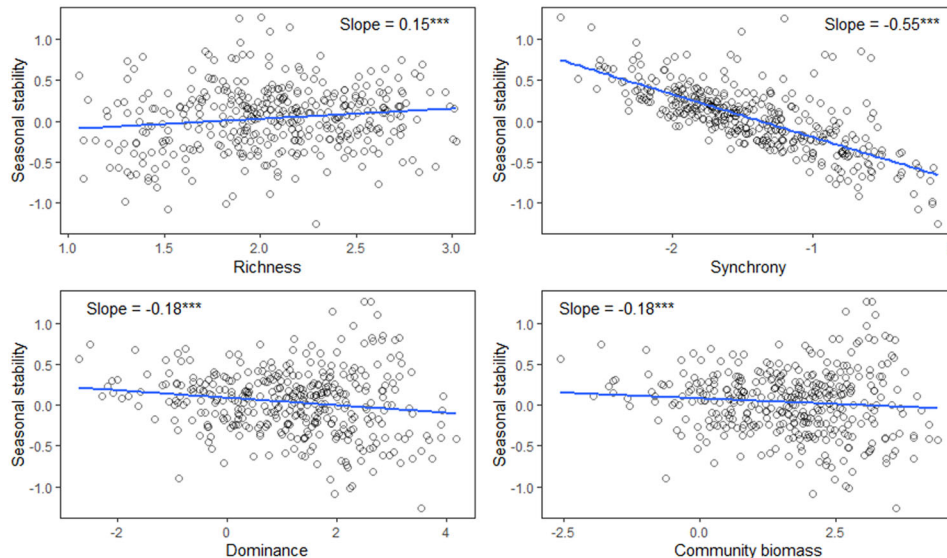 Slope = 0.15***
Seasonal stability
1.0
0.5
0.0
-0.5
-1.0
1.0 1.5 2.0 2.5 3.0
Richness
Slope = -0.55***
Seasonal stability
1.0
0.5
0.0
-0.5
-1.0
-2 -1
Synchrony
Slope = -0.18***
Seasonal stability
1.0
0.5
0.0
-0.5
-1.0
-2 0 2 4
Dominance
Slope = -0.18***
Seasonal stability
1.0
0.5
0.0
-0.5
-1.0
-2.5 0.0 2.5
Community biomass